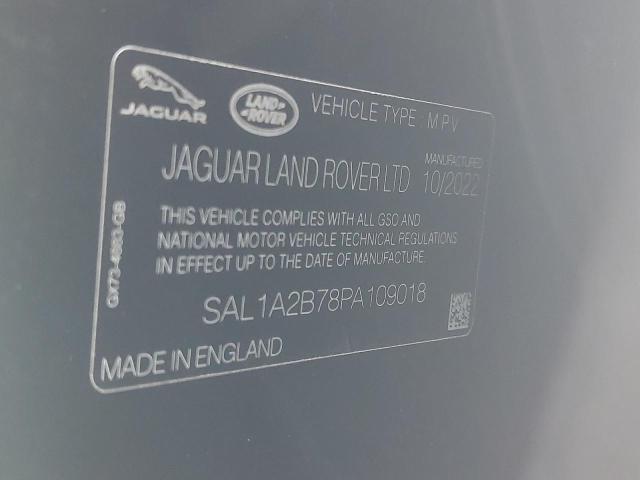 JAGUAR
LAND ROVER
VEHICLE TYPE : MPV
JAGUAR LAND ROVER LTD
MANUFACTURED
10/2022
THIS VEHICLE COMPLIES WITH ALL GSO AND
NATIONAL MOTOR VEHICLE TECHNICAL REGULATIONS
IN EFFECT UP TO THE DATE OF MANUFACTURE.
SAL1A2B78PA109018
MADE IN ENGLAND